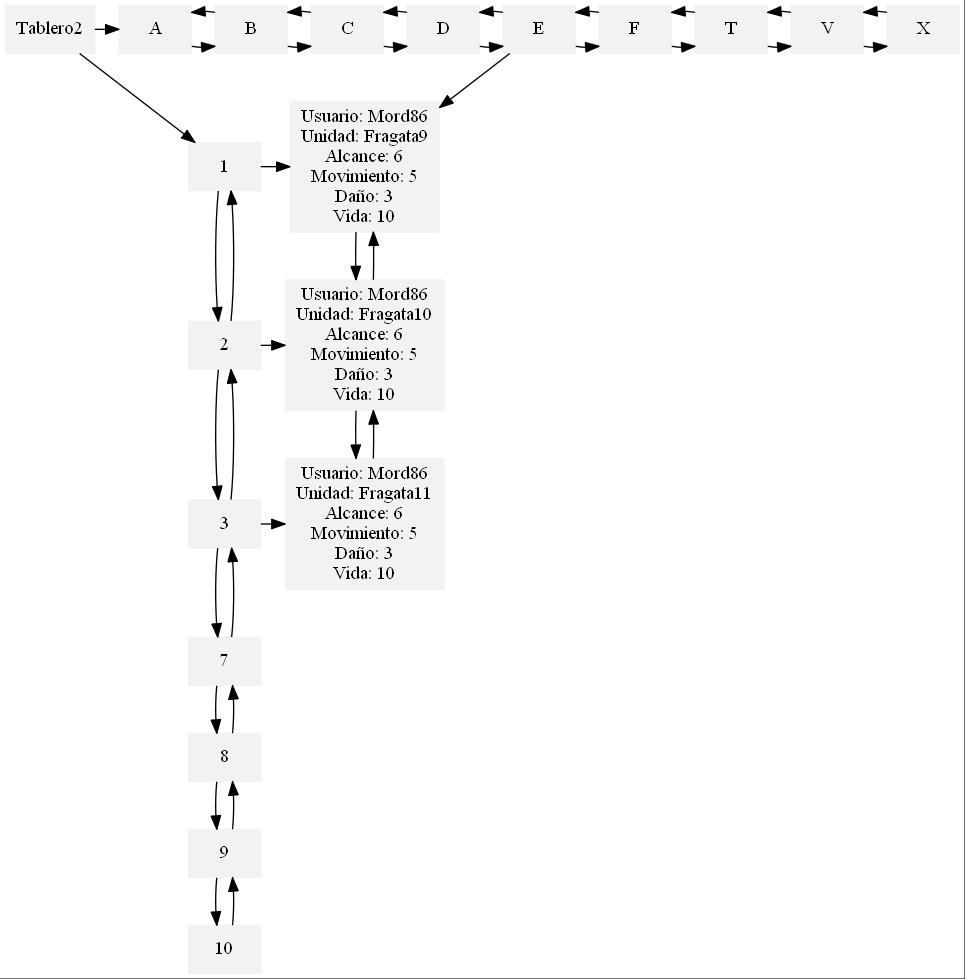 Tablero2
A
B
C
D
E
F
T
V
X
1
Usuario: Mord86
Unidad: Fragata9
Alcance: 6
Movimiento: 5
Daño: 3
Vida: 10
2
Usuario: Mord86
Unidad: Fragata10
Alcance: 6
Movimiento: 5
Daño: 3
Vida: 10
3
Usuario: Mord86
Unidad: Fragata11
Alcance: 6
Movimiento: 5
Daño: 3
Vida: 10
7
8
9
10